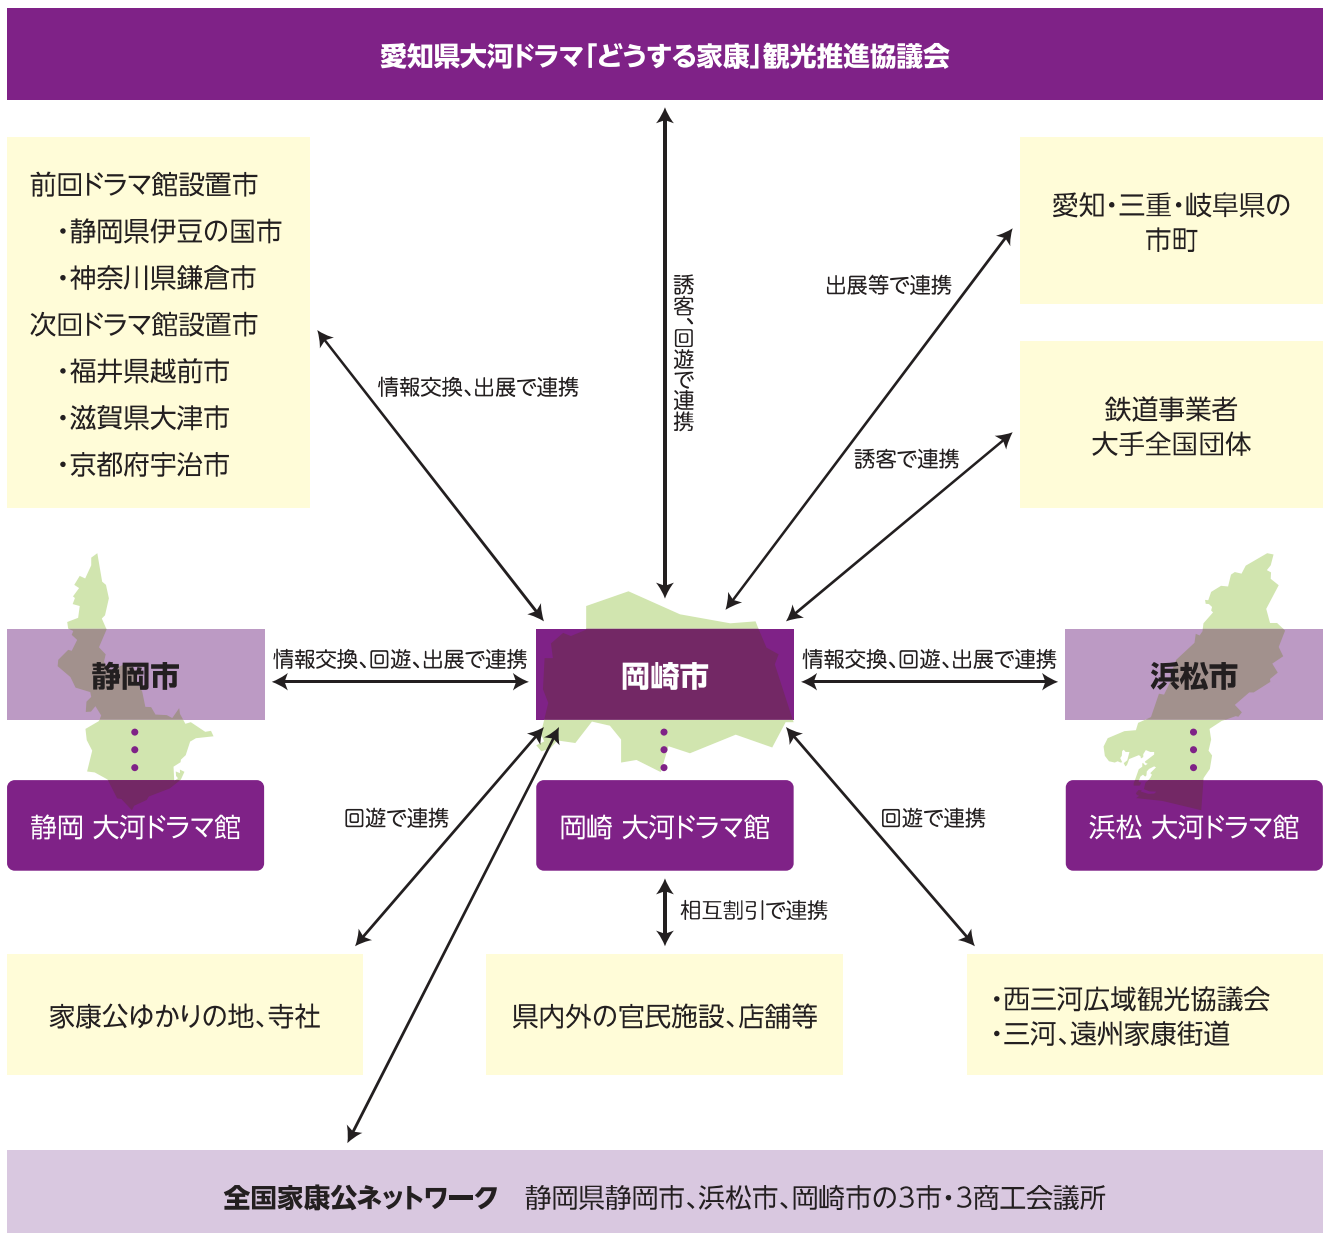 愛知県大河ドラマ「どうする家康」観光推進協議会
前回ドラマ館設置市
・静岡県伊豆の国市
・神奈川県鎌倉市
次回ドラマ館設置市
・福井県越前市
・滋賀県大津市
・京都府宇治市
愛知・三重・岐阜県の
市町
誘客、回遊で連携
出展等で連携
情報交換、出展で連携
鉄道事業者
大手全国団体
誘客で連携
静岡市
情報交換、回遊、出展で連携
岡崎市
情報交換、回遊、出展で連携
浜松市
静岡 大河ドラマ館
回遊で連携
岡崎 大河ドラマ館
回遊で連携
浜松 大河ドラマ館
相互割引で連携
家康公ゆかりの地、寺社
県内外の官民施設、店舗等
・西三河広域観光協議会
・三河、遠州家康街道
全国家康公ネットワーク 静岡県静岡市、浜松市、岡崎市の3市・3商工会議所